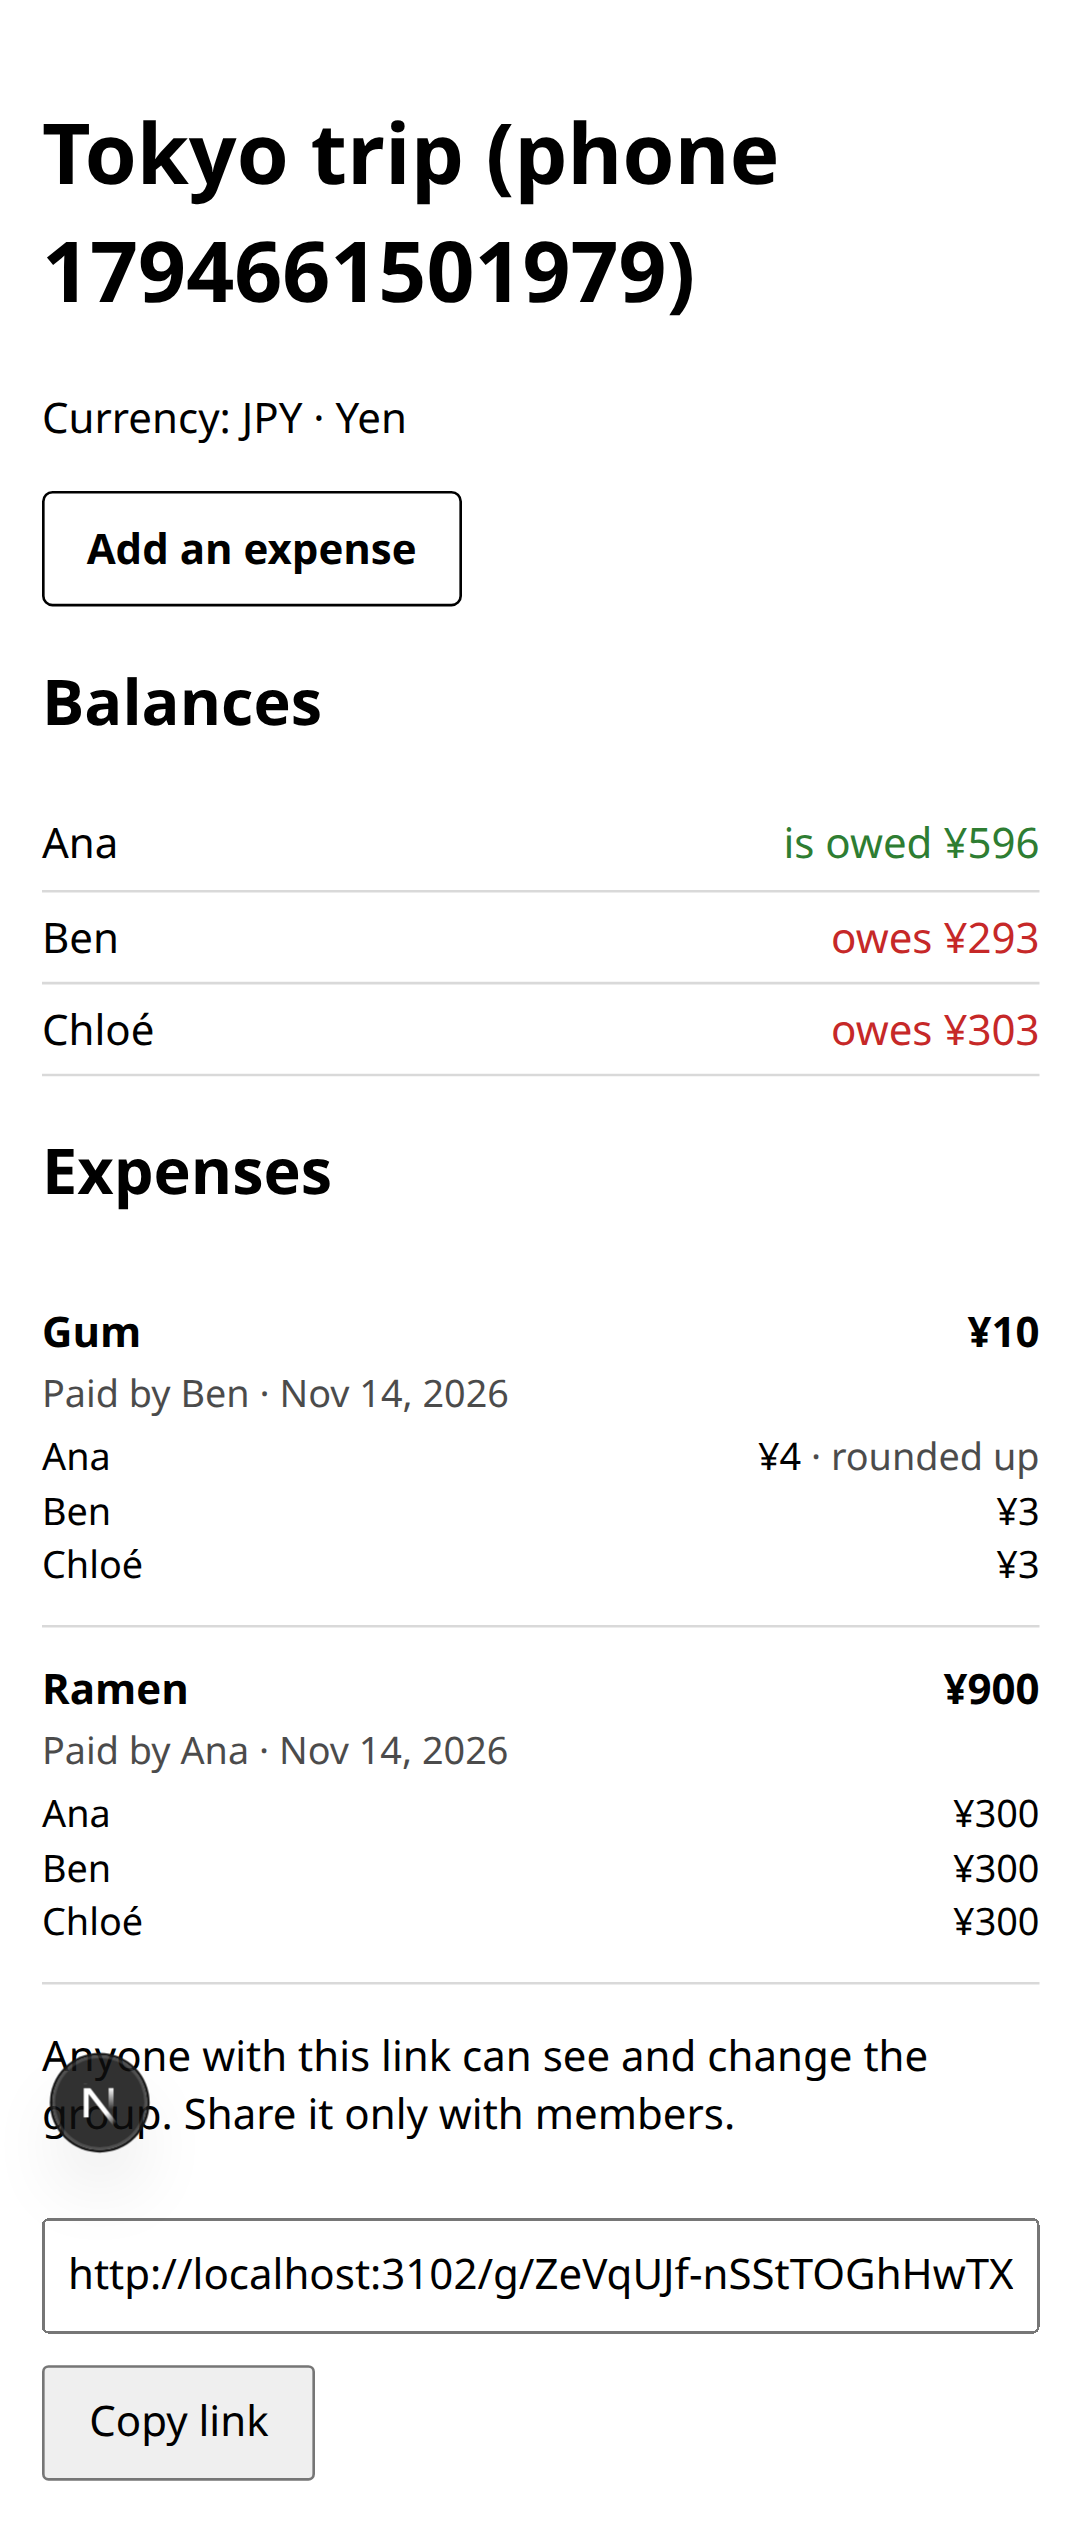 Tokyo trip (phone
1794661501979)
Currency: JPY · Yen
Add an expense
Balances
Ana is owed ¥596
Ben owes ¥293
Chloé owes ¥303
Expenses
Gum ¥10
Paid by Ben · Nov 14, 2026
Ana ¥4 · rounded up
Ben ¥3
Chloé ¥3
Ramen ¥900
Paid by Ana · Nov 14, 2026
Ana ¥300
Ben ¥300
Chloé ¥300
Anyone with this link can see and change the
group. Share it only with members.
N
http://localhost:3102/g/ZeVqUJf-nSStTOGhHwTX
Copy link